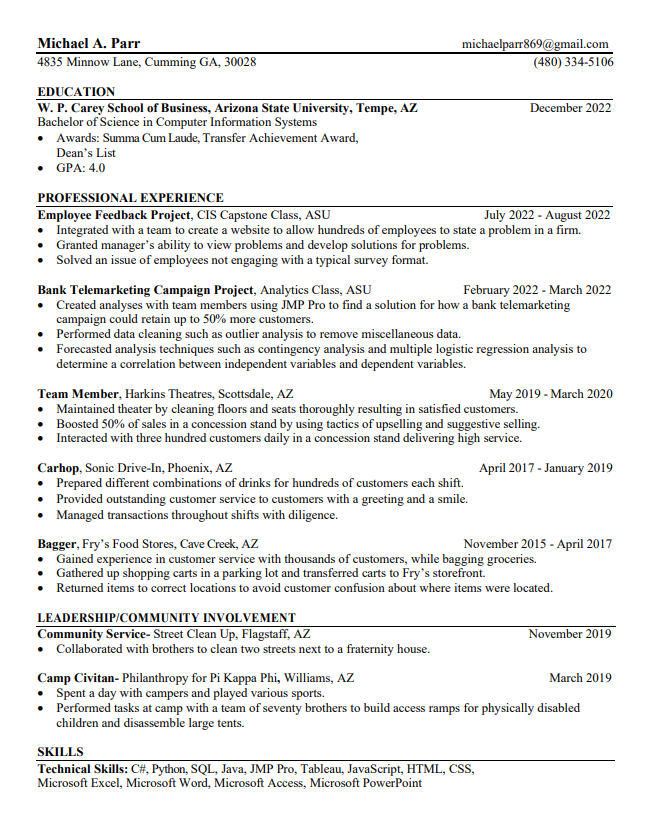 Michael A. Parr michaelparr869@gmail.com
4835 Minnow Lane, Cumming GA, 30028 (480) 334-5106
EDUCATION
W. P. Carey School of Business, Arizona State University, Tempe, AZ December 2022
Bachelor of Science in Computer Information Systems
• Awards: Summa Cum Laude, Transfer Achievement Award,
Dean's List
• GPA: 4.0
PROFESSIONAL EXPERIENCE
Employee Feedback Project, CIS Capstone Class, ASU July 2022 - August 2022
• Integrated with a team to create a website to allow hundreds of employees to state a problem in a firm.
• Granted manager's ability to view problems and develop solutions for problems.
• Solved an issue of employees not engaging with a typical survey format.
Bank Telemarketing Campaign Project, Analytics Class, ASU February 2022 - March 2022
• Created analyses with team members using JMP Pro to find a solution for how a bank telemarketing
campaign could retain up to 50% more customers.
• Performed data cleaning such as outlier analysis to remove miscellaneous data.
• Forecasted analysis techniques such as contingency analysis and multiple logistic regression analysis to
determine a correlation between independent variables and dependent variables.
Team Member, Harkins Theatres, Scottsdale, AZ May 2019 - March 2020
• Maintained theater by cleaning floors and seats thoroughly resulting in satisfied customers.
• Boosted 50% of sales in a concession stand by using tactics of upselling and suggestive selling.
• Interacted with three hundred customers daily in a concession stand delivering high service.
Carhop, Sonic Drive-In, Phoenix, AZ April 2017 - January 2019
• Prepared different combinations of drinks for hundreds of customers each shift.
• Provided outstanding customer service to customers with a greeting and a smile.
• Managed transactions throughout shifts with diligence.
Bagger, Fry's Food Stores, Cave Creek, AZ November 2015 - April 2017
• Gained experience in customer service with thousands of customers, while bagging groceries.
• Gathered up shopping carts in a parking lot and transferred carts to Fry's storefront.
• Returned items to correct locations to avoid customer confusion about where items were located.
LEADERSHIP/COMMUNITY INVOLVEMENT
Community Service- Street Clean Up, Flagstaff, AZ November 2019
• Collaborated with brothers to clean two streets next to a fraternity house.
Camp Civitan- Philanthropy for Pi Kappa Phi, Williams, AZ March 2019
• Spent a day with campers and played various sports.
• Performed tasks at camp with a team of seventy brothers to build access ramps for physically disabled
children and disassemble large tents.
SKILLS
Technical Skills: C#, Python, SQL, Java, JMP Pro, Tableau, JavaScript, HTML, CSS,
Microsoft Excel, Microsoft Word, Microsoft Access, Microsoft PowerPoint